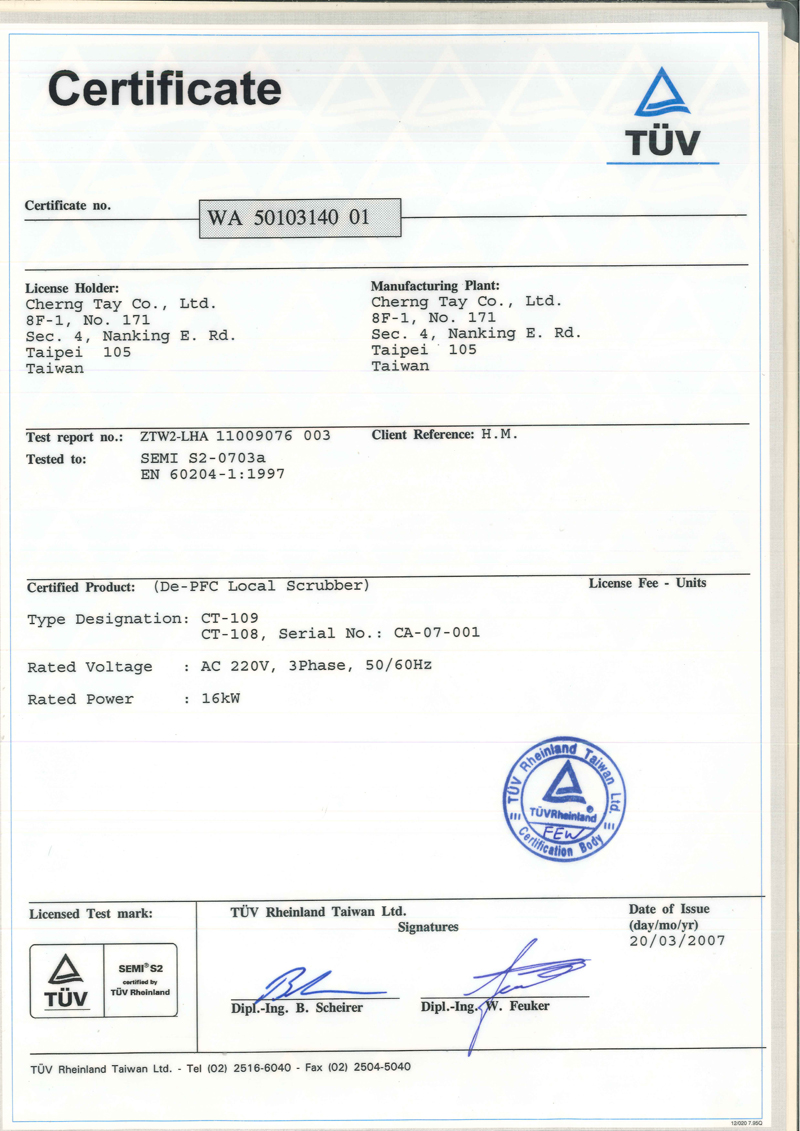 Certificate
TÜV
Certificate no.
WA 50103140 01
License Holder:
Cherng Tay Co., Ltd.
8F-1, No. 171
Sec. 4, Nanking E. Rd.
Taipei 105
Taiwan
Manufacturing Plant:
Cherng Tay Co., Ltd.
8F-1, No. 171
Sec. 4, Nanking E. Rd.
Taipei 105
Taiwan
Test report no.: ZTW2-LHA 11009076 003
Client Reference: H.M.
Tested to: SEMI S2-0703a
EN 60204-1:1997
Certified Product: (De-PFC Local Scrubber)
License Fee - Units
Type Designation: CT-109
CT-108, Serial No.: CA-07-001
Rated Voltage : AC 220V, 3Phase, 50/60Hz
Rated Power : 16kW
TÜV Rheinland Taiwan Ltd.
TÜVRheinland®
FEW
Certification Body
Licensed Test mark:
TÜV
SEMI® S2
certified by
TÜV Rheinland
TÜV Rheinland Taiwan Ltd.
Signatures
Dipl.-Ing. B. Scheirer
Dipl.-Ing. W. Feuker
Date of Issue
(day/mo/yr)
20/03/2007
TÜV Rheinland Taiwan Ltd. - Tel (02) 2516-6040 - Fax (02) 2504-5040